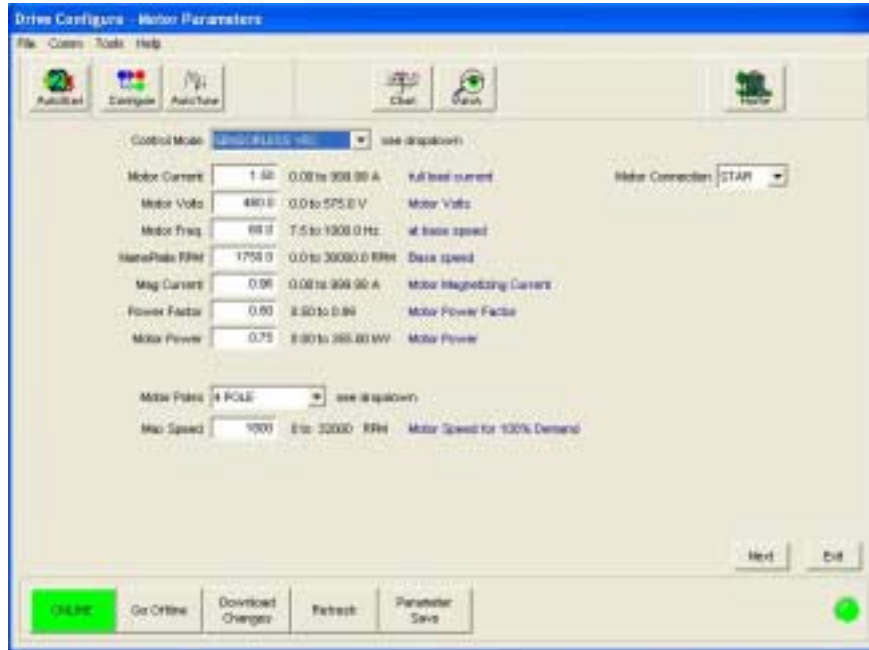 Drive Configure - Motor Parameters
File Comm Tools Help
AutoStart Configure AutoTune Chart Watch Home
Control Mode SENSORLESS VEC see dropdown
Motor Current 1.50 0.00 to 999.99 A full load current Motor Connection STAR
Motor Volts 460.0 0.0 to 575.0 V Motor Volts
Motor Freq 60.0 7.5 to 1000.0 Hz at base speed
NamePlate RPM 1750.0 0.0 to 30000.0 RPM Base speed
Mag Current 0.00 to 999.99 A Motor Magnetizing Current
Power Factor 0.50 to 0.99 Motor Power Factor
Motor Power 0.75 0.00 to 355.00 kW Motor Power
Motor Poles 4 POLE see dropdown
Max Speed 1800 0 to 32000 RPM Motor Speed for 100% Demand
Next Exit
ONLINE Go Offline Download Changes Refresh Parameter Save